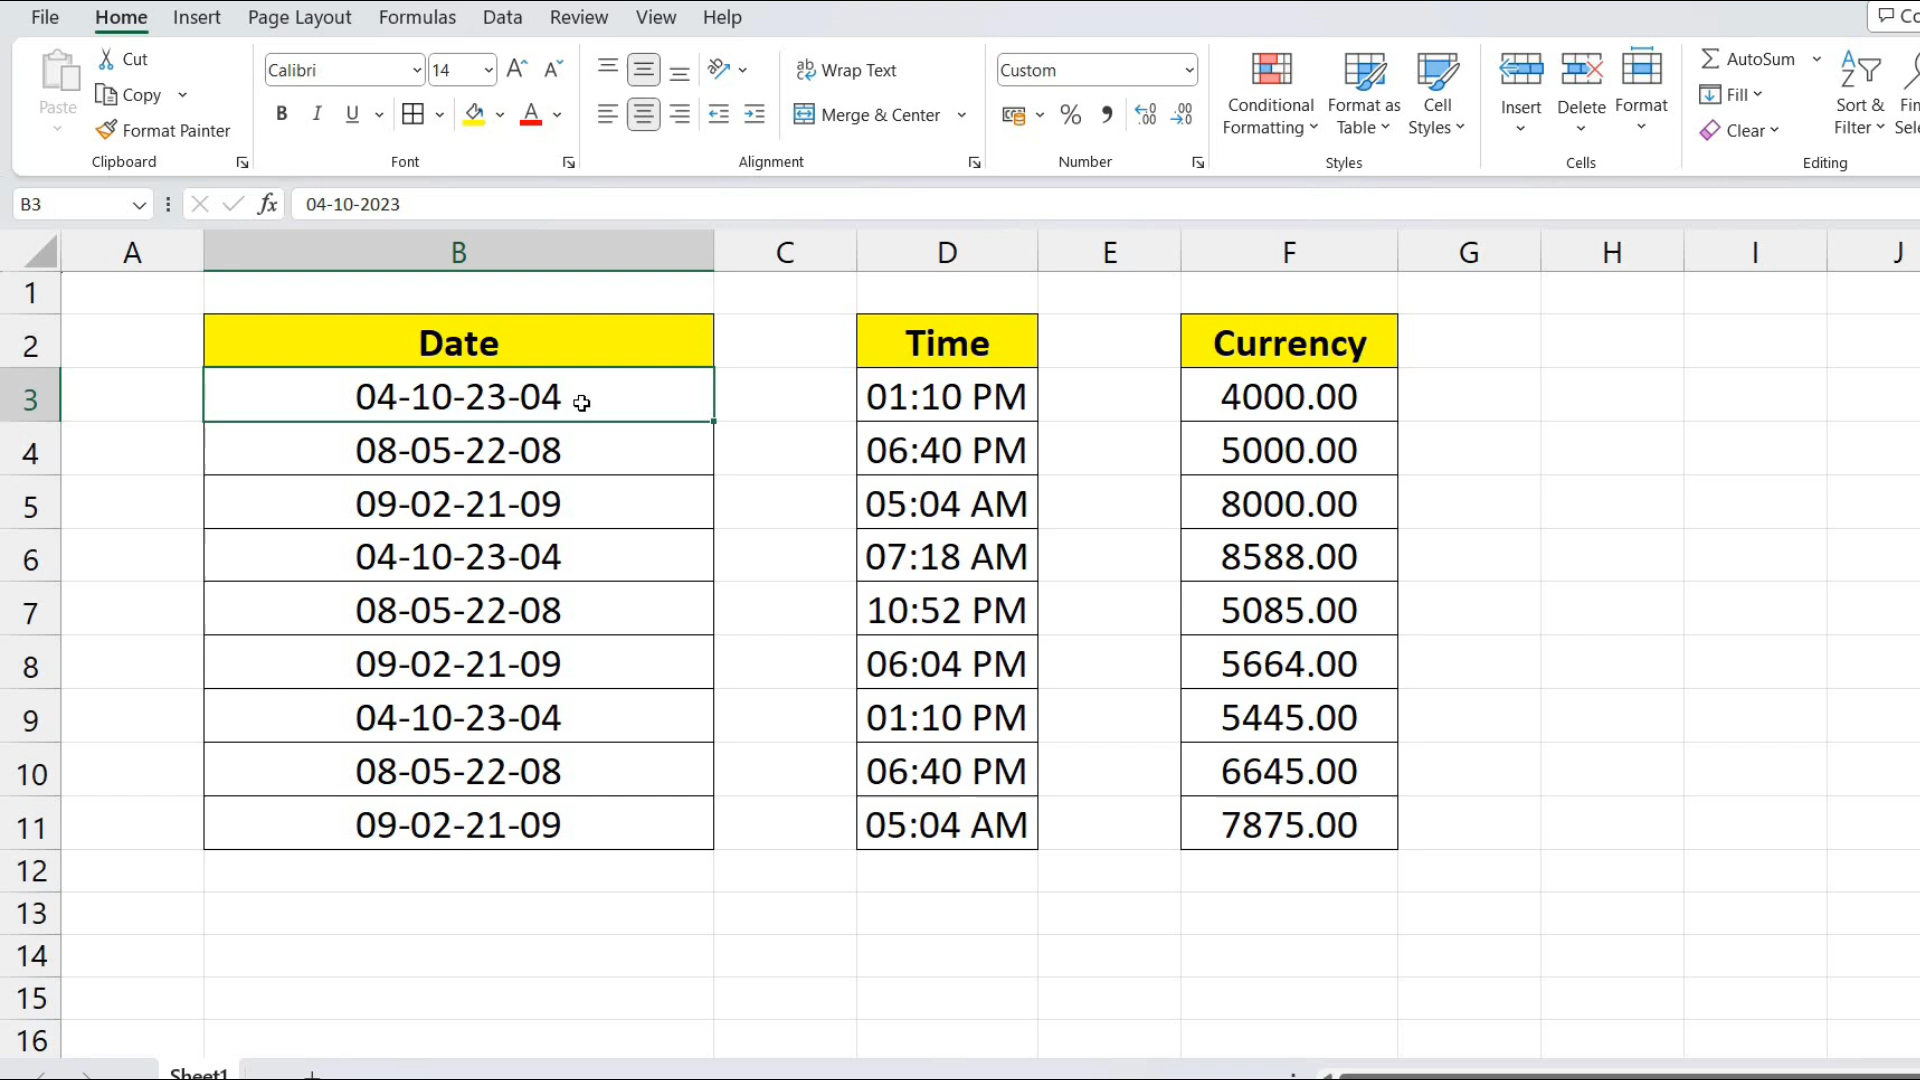 File Home Insert Page Layout Formulas Data Review View Help
Cut
Copy
Format Painter
Paste
Clipboard
Calibri 14
B I U
Font
Wrap Text
Merge & Center
Alignment
Custom
Number
Conditional Formatting
Format as Table
Cell Styles
Styles
Insert Delete Format
Cells
AutoSum
Fill
Clear
Sort & Filter
Editing
B3 fx 04-10-2023
A B C D E F G H I J
1
2 Date Time Currency
3 04-10-23-04 01:10 PM 4000.00
4 08-05-22-08 06:40 PM 5000.00
5 09-02-21-09 05:04 AM 8000.00
6 04-10-23-04 07:18 AM 8588.00
7 08-05-22-08 10:52 PM 5085.00
8 09-02-21-09 06:04 PM 5664.00
9 04-10-23-04 01:10 PM 5445.00
10 08-05-22-08 06:40 PM 6645.00
11 09-02-21-09 05:04 AM 7875.00
12
13
14
15
16
Sheet1